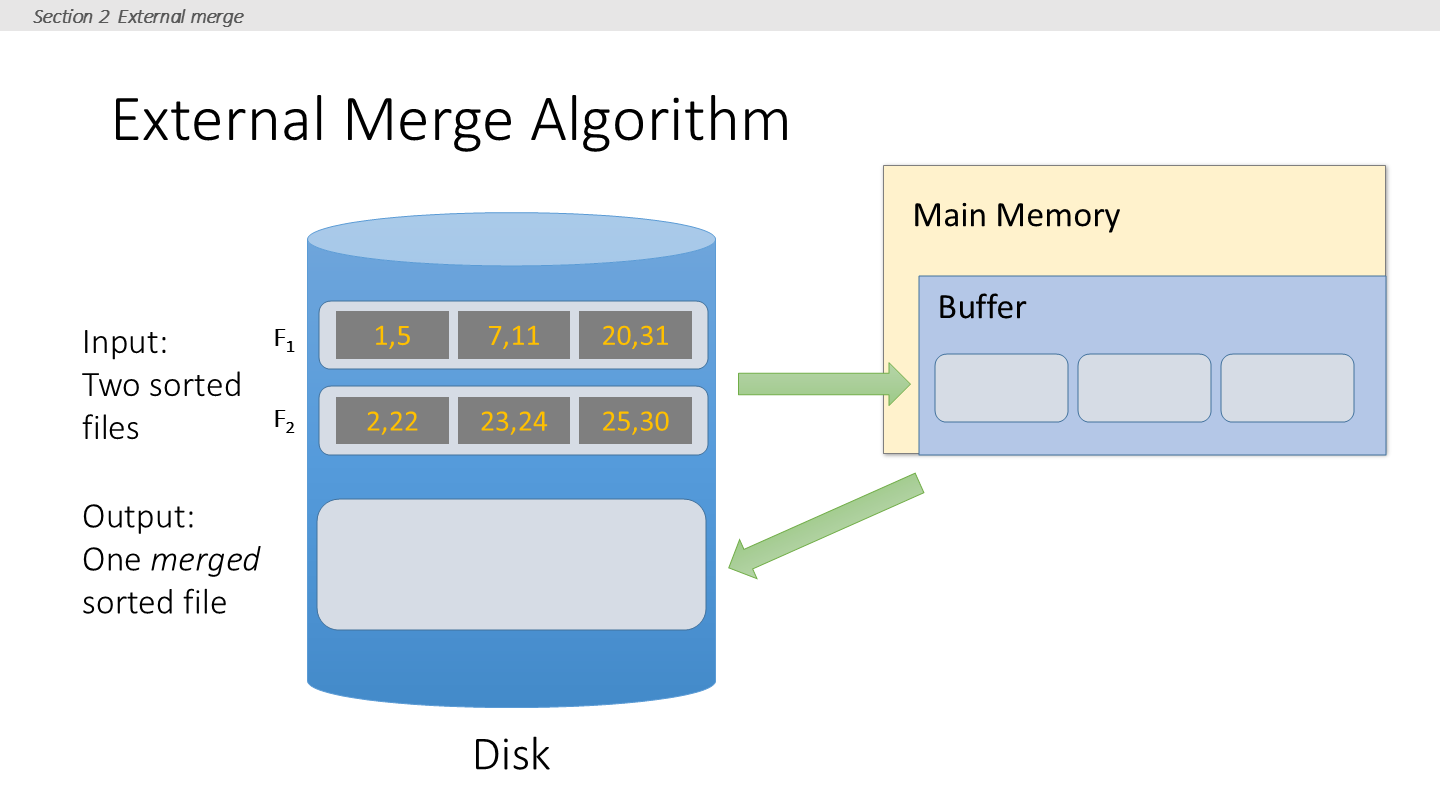 Section 2 External merge
External Merge Algorithm
Main Memory
Buffer
Input:
Two sorted
files
F₁
1,5 7,11 20,31
F₂
2,22 23,24 25,30
Output:
One merged
sorted file
Disk